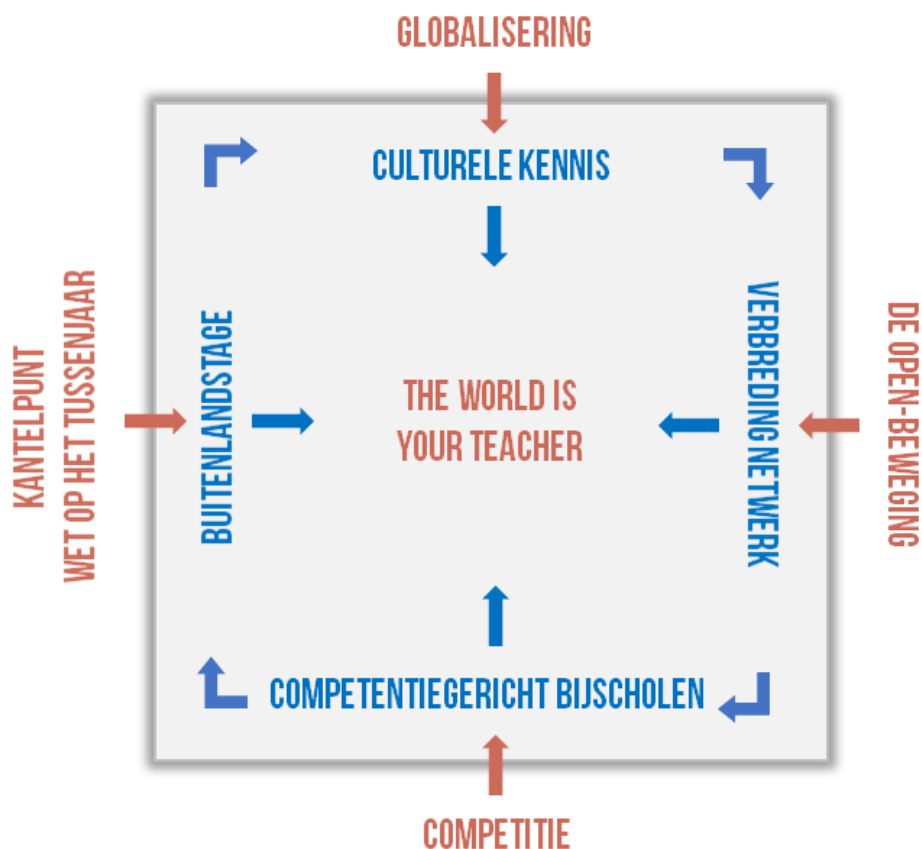 GLOBALISERING
CULTURELE KENNIS
KANTELPUNT
WET OP HET TUSSENJAAR
BUITENLANDSTAGE
THE WORLD IS
YOUR TEACHER
VERBREDING NETWERK
DE OPEN-BEWEGING
COMPETENTIEGERICHT BIJSCHOLEN
COMPETITIE